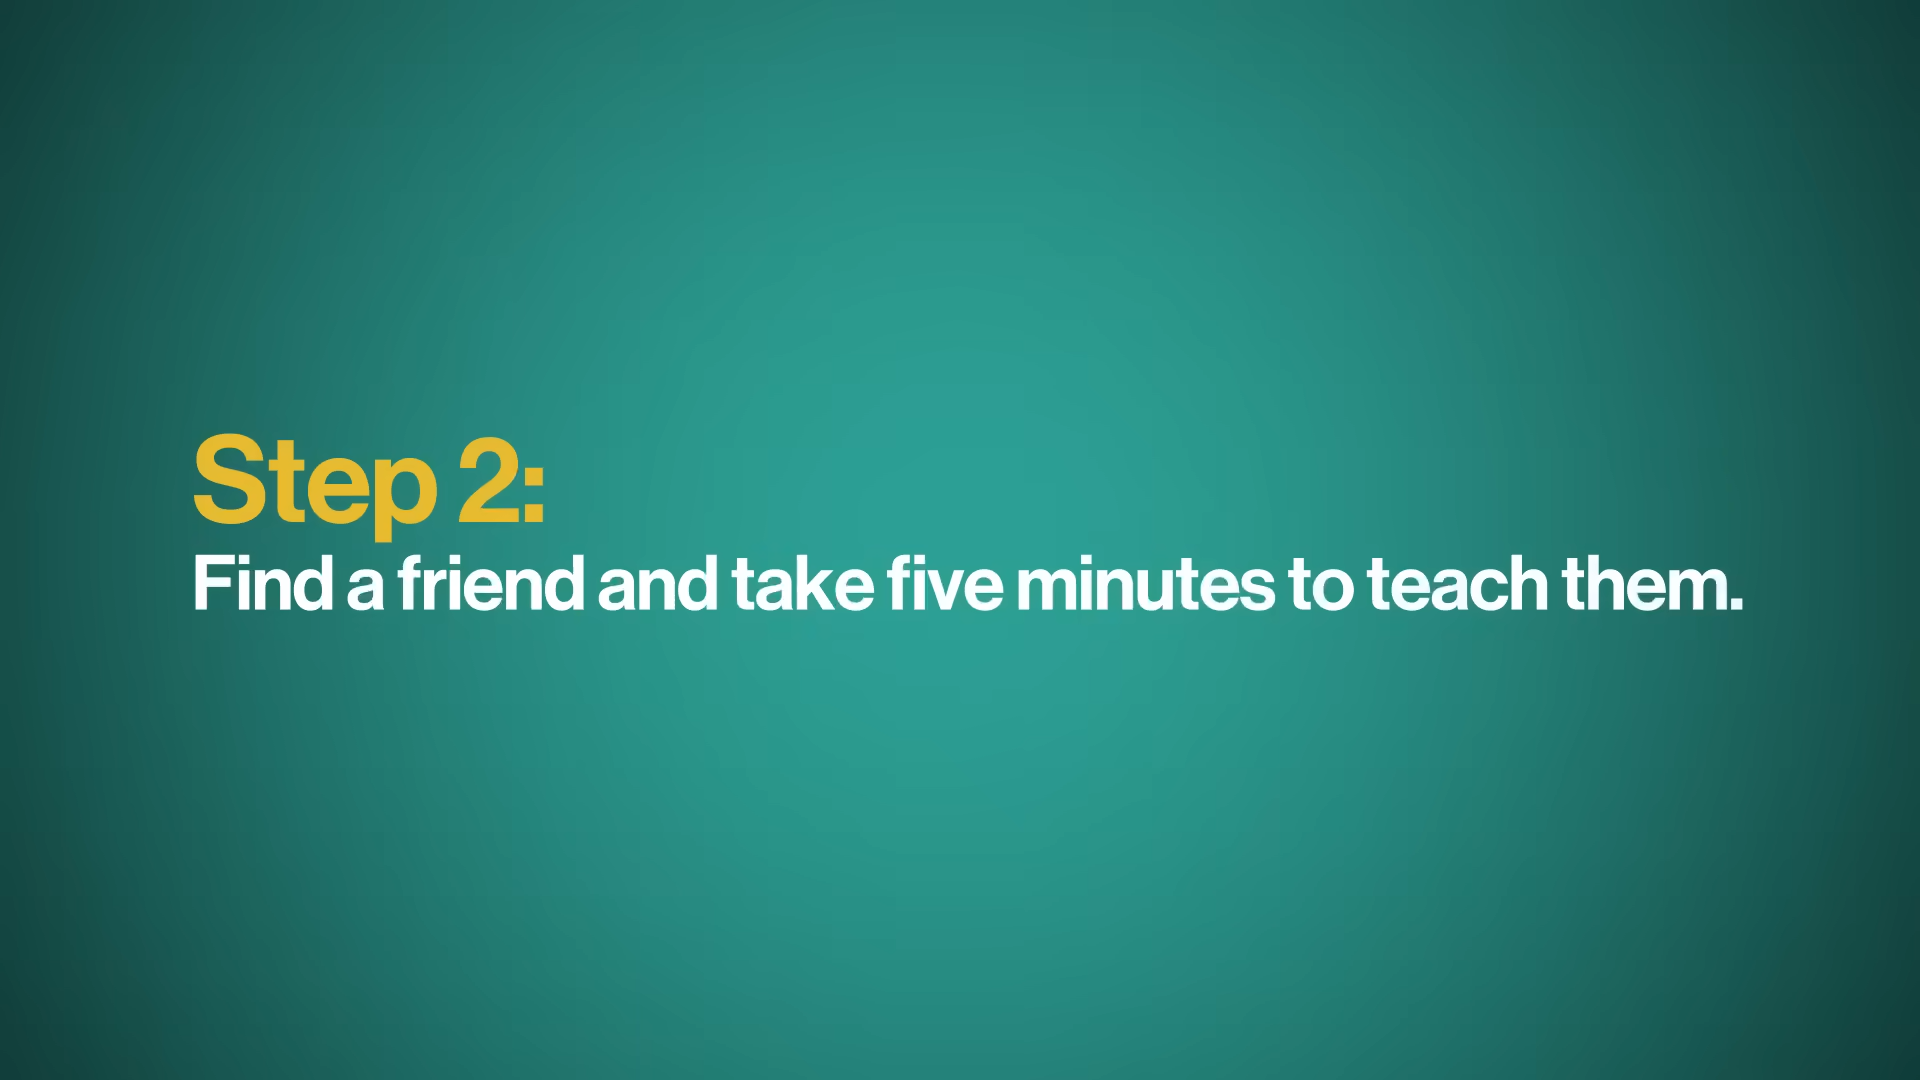 Step 2:
Find a friend and take five minutes to teach them.